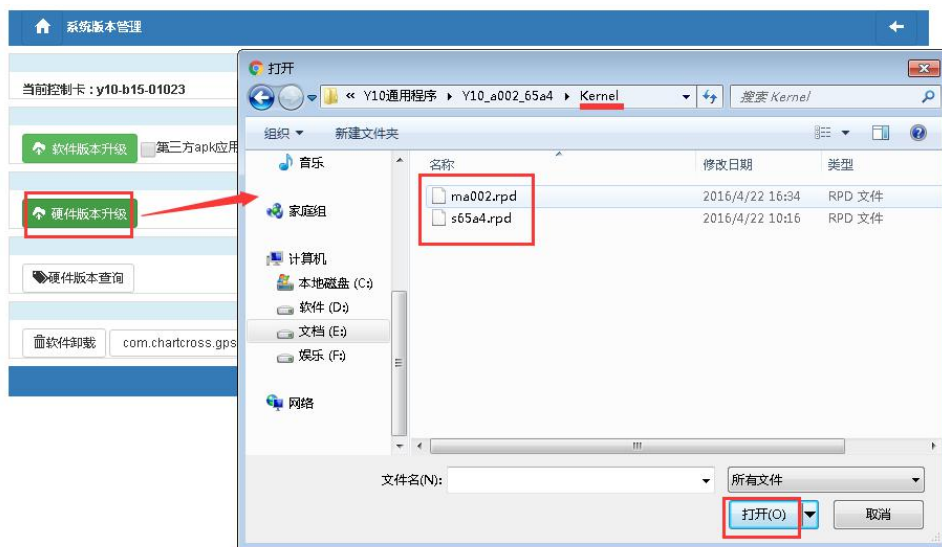 系统版本管理
当前控制卡：y10-b15-01023
软件版本升级
第三方apk应用
硬件版本升级
硬件版本查询
软件卸载
com.chartcross.gps
打开
« Y10通用程序 Y10_a002_65a4 Kernel
搜索 Kernel
组织 新建文件夹
音乐
家庭组
计算机
本地磁盘 (C:)
软件 (D:)
文档 (E:)
娱乐 (F:)
网络
名称 修改日期 类型
ma002.rpd 2016/4/22 16:34 RPD 文件
s65a4.rpd 2016/4/22 10:16 RPD 文件
文件名(N):
所有文件
打开(O) 取消